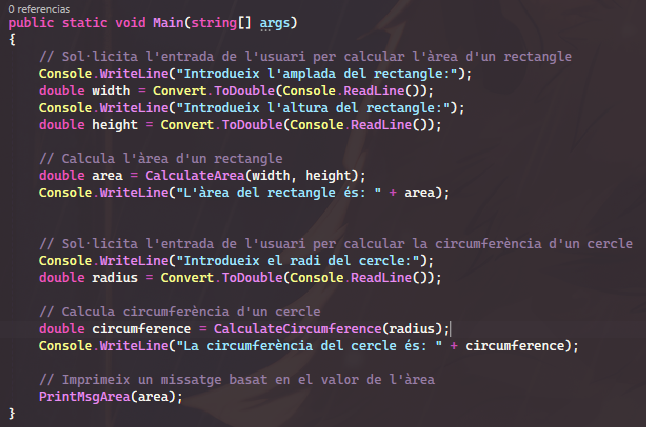 0 referencias
public static void Main(string[] args)
{
// Sol·licita l'entrada de l'usuari per calcular l'àrea d'un rectangle
Console.WriteLine("Introdueix l'amplada del rectangle:");
double width = Convert.ToDouble(Console.ReadLine());
Console.WriteLine("Introdueix l'altura del rectangle:");
double height = Convert.ToDouble(Console.ReadLine());
// Calcula l'àrea d'un rectangle
double area = CalculateArea(width, height);
Console.WriteLine("L'àrea del rectangle és: " + area);
// Sol·licita l'entrada de l'usuari per calcular la circumferència d'un cercle
Console.WriteLine("Introdueix el radi del cercle:");
double radius = Convert.ToDouble(Console.ReadLine());
// Calcula circumferència d'un cercle
double circumference = CalculateCircumference(radius);
Console.WriteLine("La circumferència del cercle és: " + circumference);
// Imprimeix un missatge basat en el valor de l'àrea
PrintMsgArea(area);
}